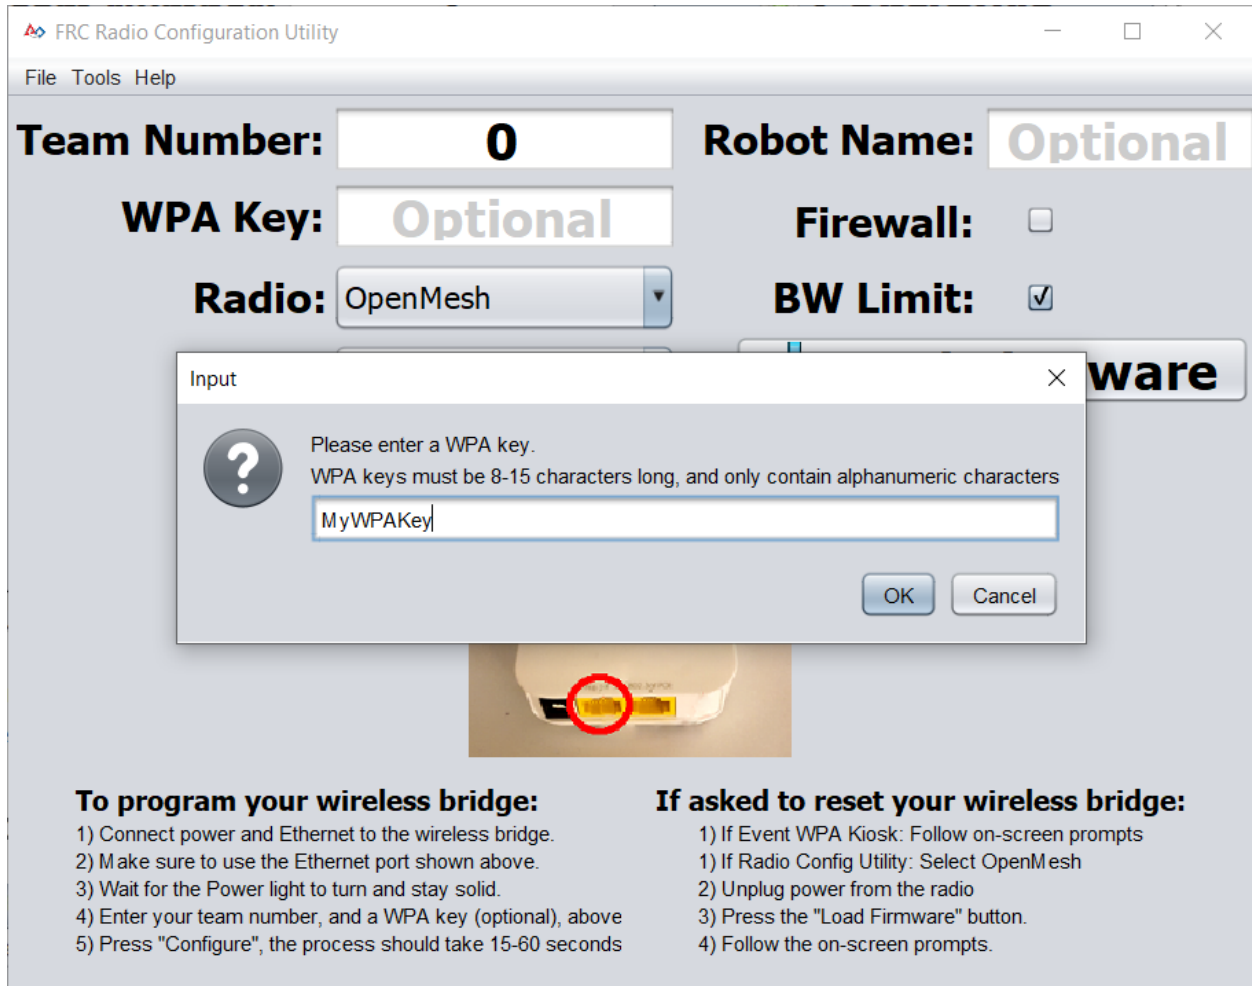 FRC Radio Configuration Utility
File Tools Help
Team Number: 0 Robot Name: Optional
WPA Key: Optional Firewall:
Radio: OpenMesh BW Limit:
Input
Please enter a WPA key.
WPA keys must be 8-15 characters long, and only contain alphanumeric characters
MyWPAKey
OK Cancel
To program your wireless bridge:
1) Connect power and Ethernet to the wireless bridge.
2) Make sure to use the Ethernet port shown above.
3) Wait for the Power light to turn and stay solid.
4) Enter your team number, and a WPA key (optional), above
5) Press "Configure", the process should take 15-60 seconds
If asked to reset your wireless bridge:
1) If Event WPA Kiosk: Follow on-screen prompts
1) If Radio Config Utility: Select OpenMesh
2) Unplug power from the radio
3) Press the "Load Firmware" button.
4) Follow the on-screen prompts.